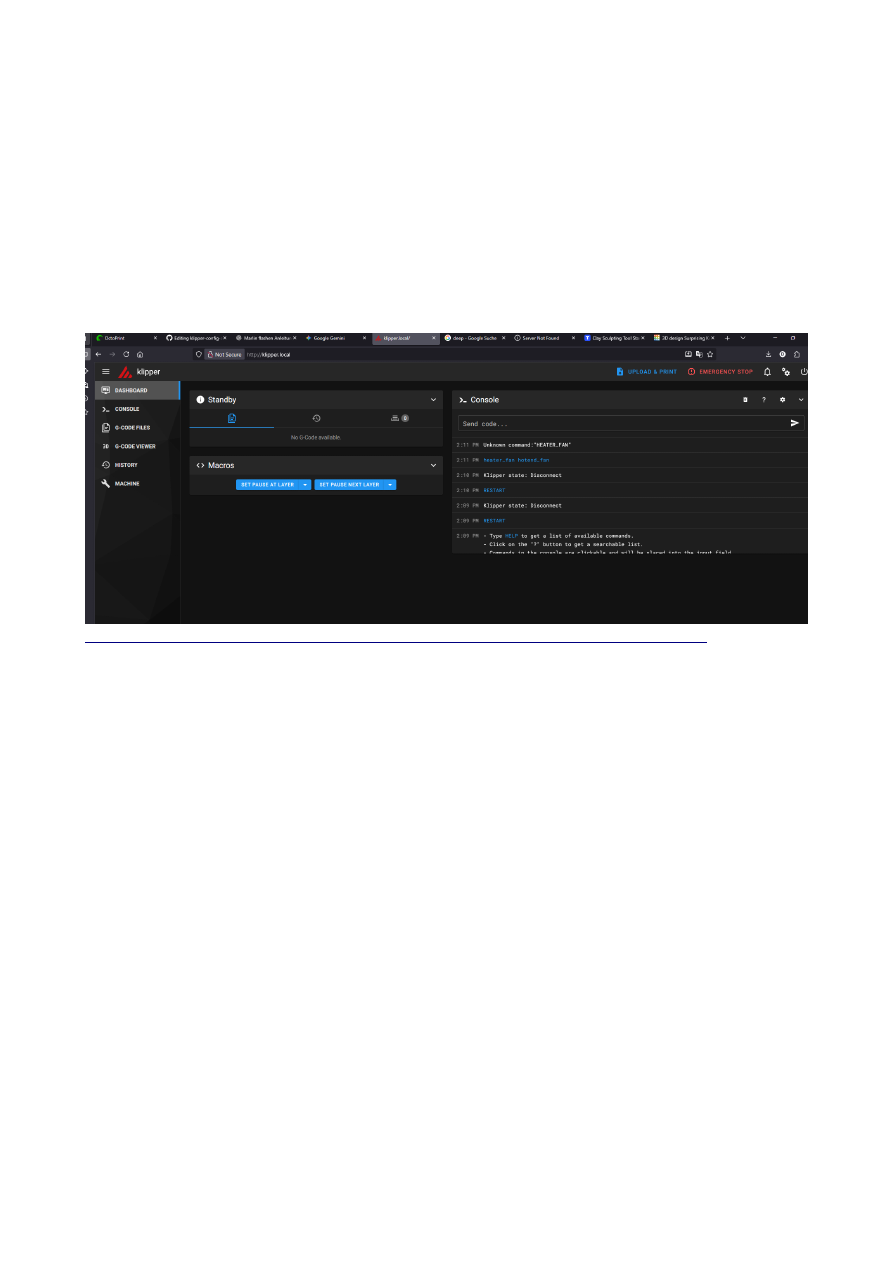 OctoPrint
Editing klipper-config
Marlin flashen Anleitun
Google Gemini
klipper.local/
deep - Google Suche
Server Not Found
Clay Sculpting Tool Sto
3D design Surprising K
Not Secure
http://klipper.local
klipper
UPLOAD & PRINT
EMERGENCY STOP
DASHBOARD
CONSOLE
G-CODE FILES
G-CODE VIEWER
HISTORY
MACHINE
Standby
0
No G-Code available.
Macros
SET PAUSE AT LAYER
SET PAUSE NEXT LAYER
Console
Send code...
2:11 PM Unknown command:"HEATER_FAN"
2:11 PM heater_fan hotend_fan
2:10 PM Klipper state: Disconnect
2:10 PM RESTART
2:09 PM Klipper state: Disconnect
2:09 PM RESTART
2:09 PM - Type HELP to get a list of available commands.
- Click on the "?" button to get a searchable list.
- Commands in the console are clickable and will be placed into the input field.